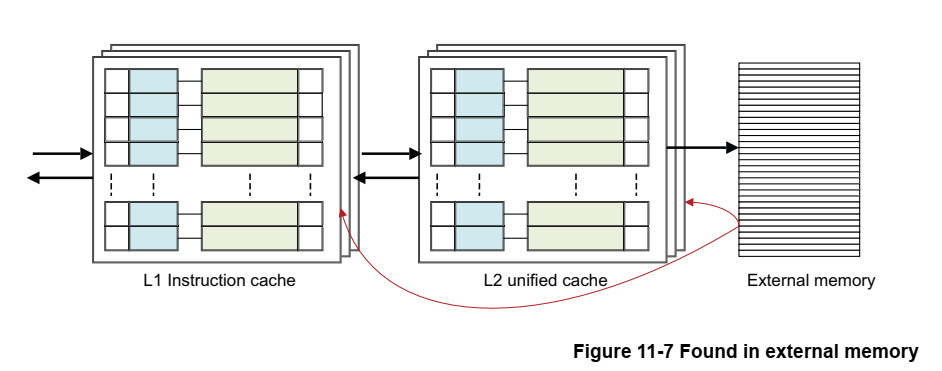 L1 Instruction cache
L2 unified cache
External memory
Figure 11-7 Found in external memory